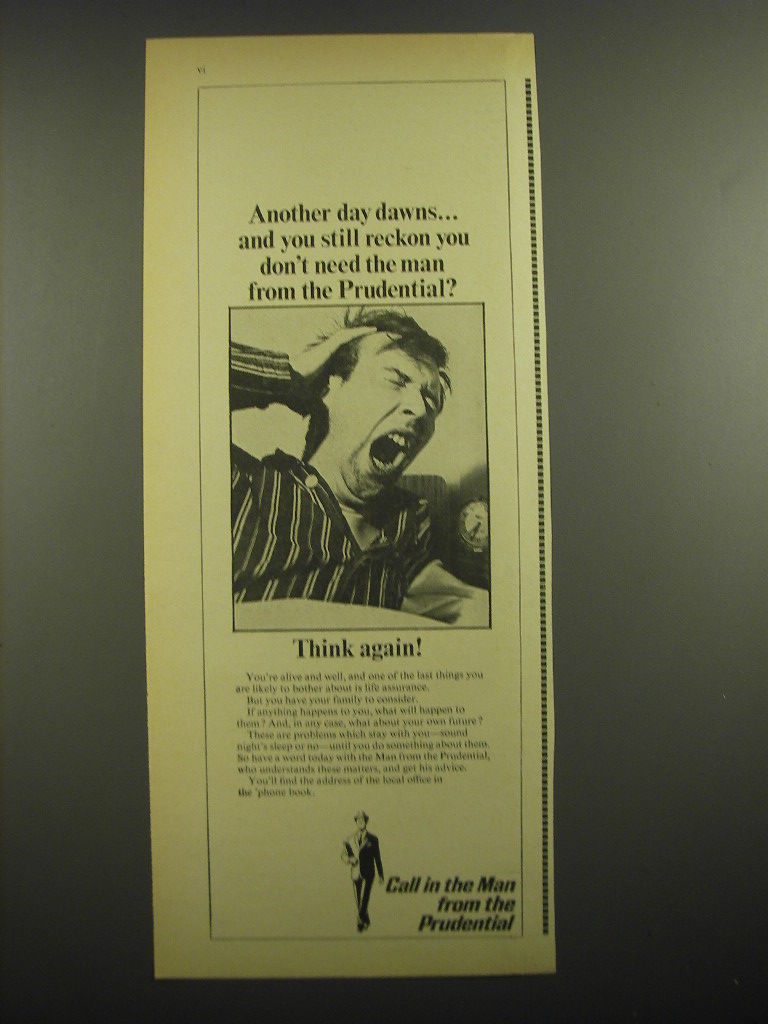 vi
Another day dawns...
and you still reckon you
don't need the man
from the Prudential?
Think again!
You're alive and well, and one of the last things you
are likely to bother about is life assurance.
But you have your family to consider.
If anything happens to you, what will happen to
them? And, in any case, what about your own future?
These are problems which stay with you—sound
night's sleep or no—until you do something about them.
So have a word today with the Man from the Prudential,
who understands these matters, and get his advice.
You'll find the address of the local office in
the 'phone book.
Call in the Man
from the
Prudential